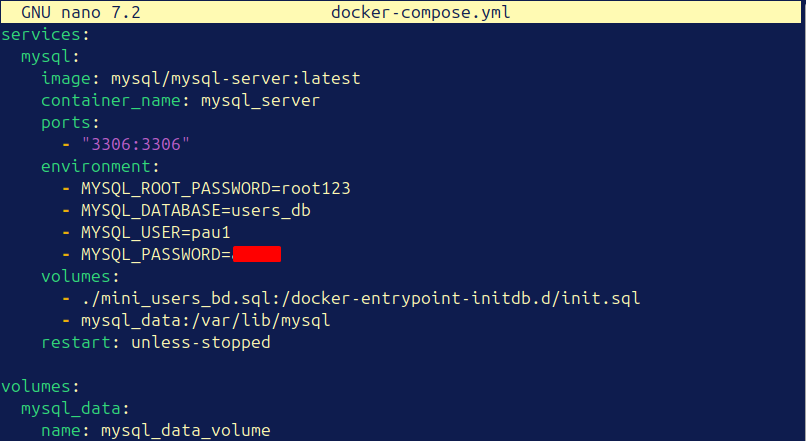 GNU nano 7.2 docker-compose.yml
services:
  mysql:
    image: mysql/mysql-server:latest
    container_name: mysql_server
    ports:
      - "3306:3306"
    environment:
      - MYSQL_ROOT_PASSWORD=root123
      - MYSQL_DATABASE=users_db
      - MYSQL_USER=pau1
      - MYSQL_PASSWORD=
    volumes:
      - ./mini_users_bd.sql:/docker-entrypoint-initdb.d/init.sql
      - mysql_data:/var/lib/mysql
    restart: unless-stopped
volumes:
  mysql_data:
    name: mysql_data_volume